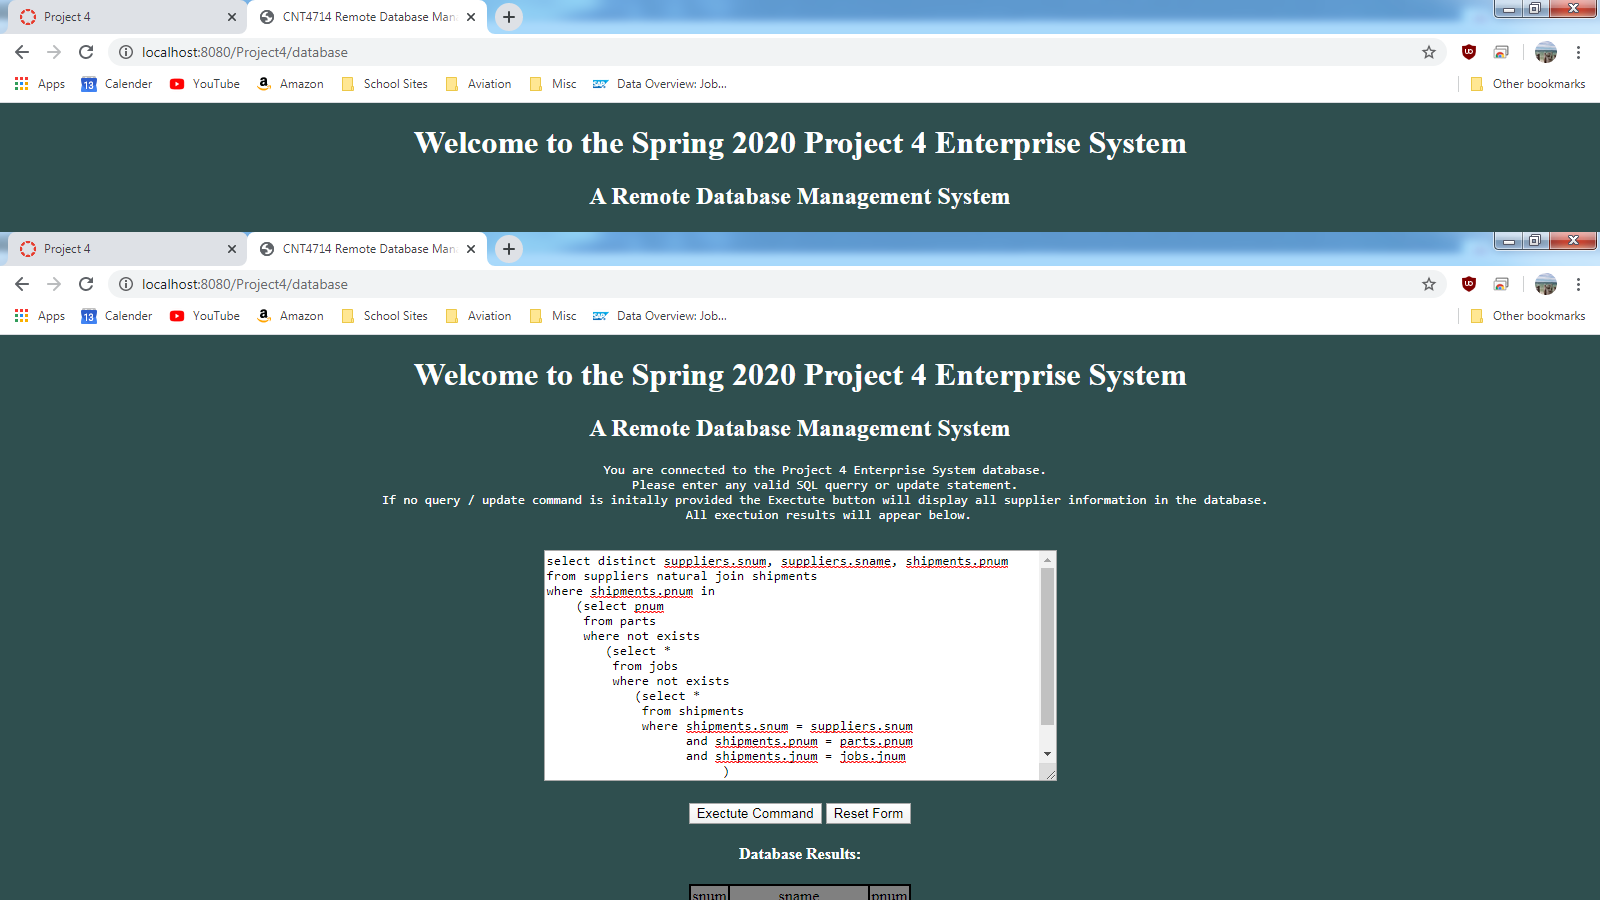 Project 4
CNT4714 Remote Database Man
localhost:8080/Project4/database
Apps 13 Calender YouTube a Amazon School Sites Aviation Misc SAP Data Overview: Job... Other bookmarks
Welcome to the Spring 2020 Project 4 Enterprise System
A Remote Database Management System
Project 4
CNT4714 Remote Database Man
localhost:8080/Project4/database
Apps 13 Calender YouTube a Amazon School Sites Aviation Misc SAP Data Overview: Job... Other bookmarks
Welcome to the Spring 2020 Project 4 Enterprise System
A Remote Database Management System
You are connected to the Project 4 Enterprise System database.
Please enter any valid SQL querry or update statement.
If no query / update command is initally provided the Exectute button will display all supplier information in the database.
All exectuion results will appear below.
select distinct suppliers.snum, suppliers.sname, shipments.pnum
from suppliers natural join shipments
where shipments.pnum in
(select pnum
from parts
where not exists
(select *
from jobs
where not exists
(select *
from shipments
where shipments.snum = suppliers.snum
and shipments.pnum = parts.pnum
and shipments.jnum = jobs.jnum
)
Exectute Command Reset Form
Database Results:
snum sname pnum